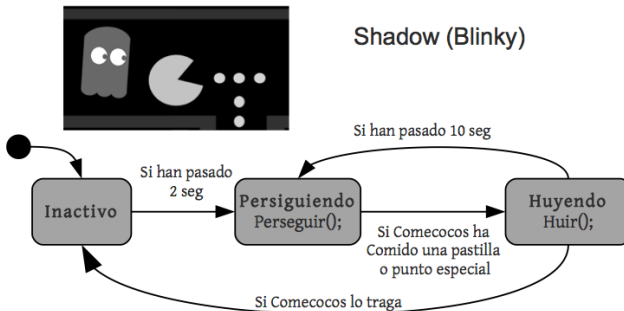 Shadow (Blinky)
Si han pasado 10 seg
Si han pasado
2 seg
Inactivo
Persiguiendo
Perseguir();
Huyendo
Huir();
Si Comecocos ha
Comido una pastilla
o punto especial
Si Comecocos lo traga